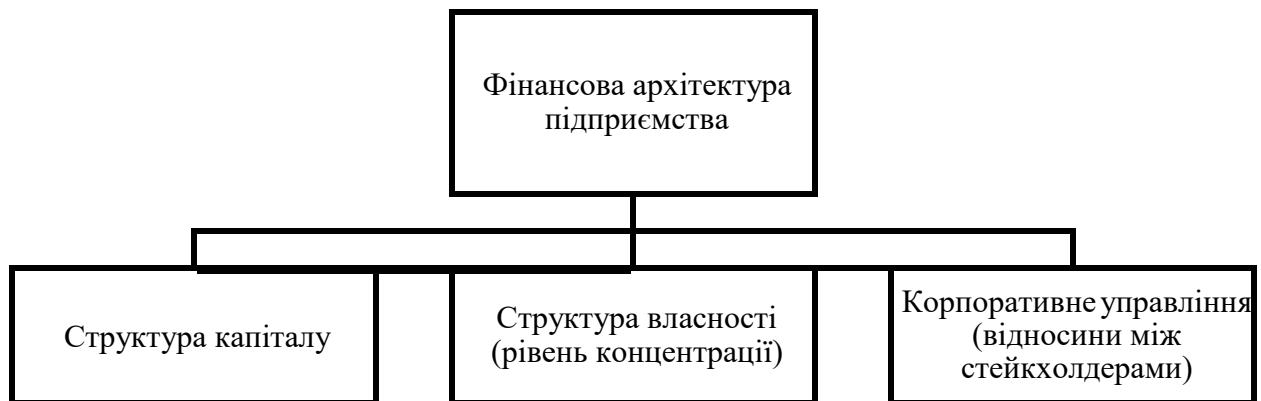 Фінансова архітектура
підприємства
Структура капіталу
Структура власності
(рівень концентрації)
Корпоративне управління
(відносини між
стейкхолдерами)